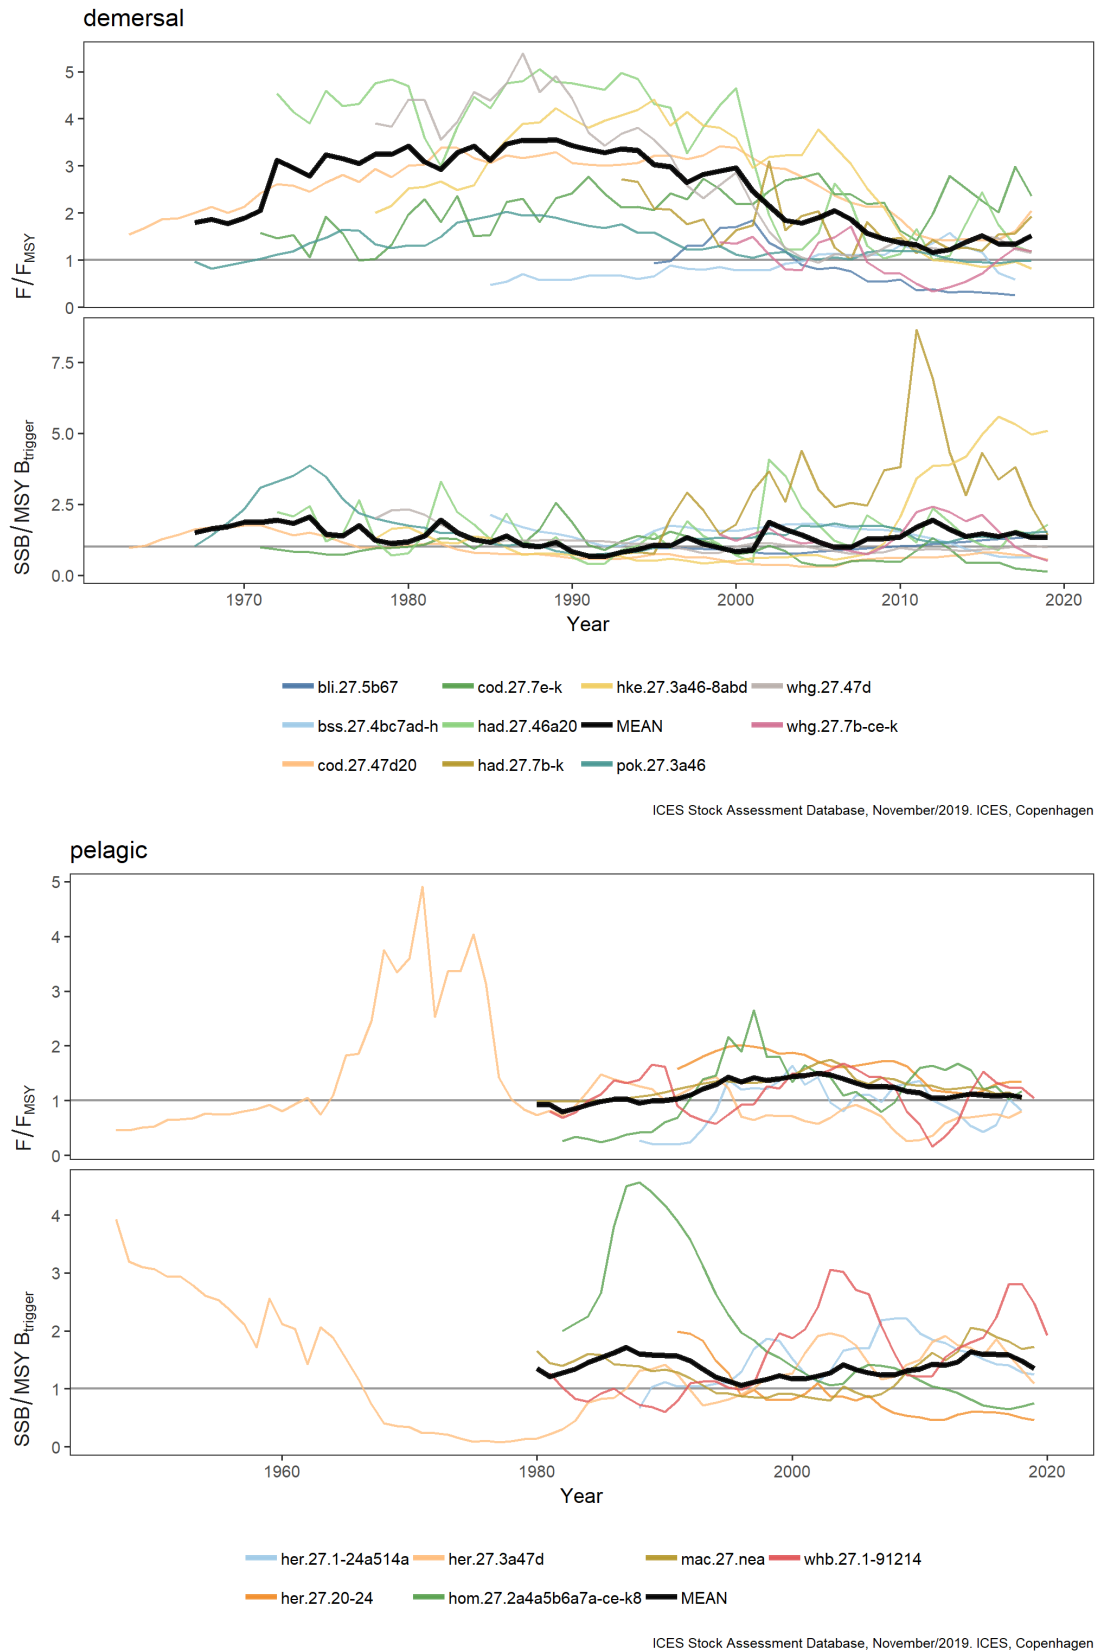 demersal
5
4
3
2
1
0
F/F_MSY
7.5
5.0
2.5
0.0
SSB/MSY B_trigger
1970 1980 1990 2000 2010 2020
Year
bli.27.5b67 cod.27.7e-k hke.27.3a46-8abd whg.27.47d
bss.27.4bc7ad-h had.27.46a20 MEAN whg.27.7b-ce-k
cod.27.47d20 had.27.7b-k pok.27.3a46
ICES Stock Assessment Database, November/2019. ICES, Copenhagen
pelagic
5
4
3
2
1
0
F/F_MSY
4
3
2
1
0
SSB/MSY B_trigger
1960 1980 2000 2020
Year
her.27.1-24a514a her.27.3a47d mac.27.nea whb.27.1-91214
her.27.20-24 hom.27.2a4a5b6a7a-ce-k8 MEAN
ICES Stock Assessment Database, November/2019. ICES, Copenhagen